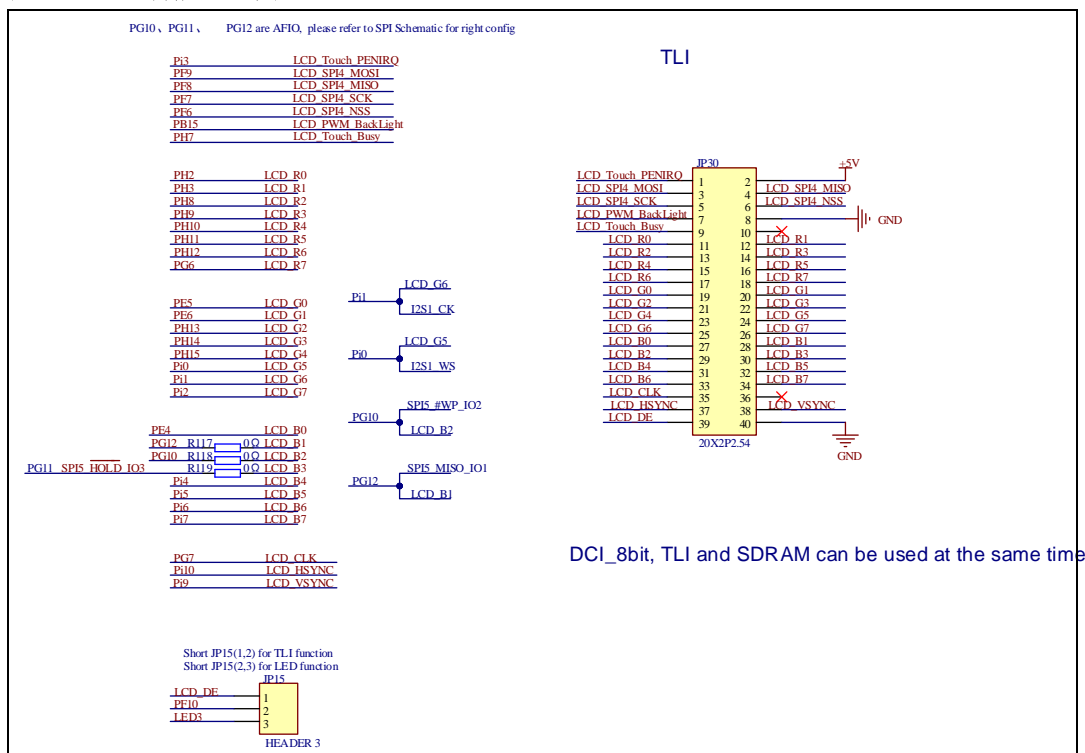 PG10、PG11、 PG12 are AFIO, please refer to SPI Schematic for right config
TLI
Pi3 LCD_Touch_PENIRQ
PF9 LCD_SPI4_MOSI
PF8 LCD_SPI4_MISO
PF7 LCD_SPI4_SCK
PF6 LCD_SPI4_NSS
PB15 LCD_PWM_BackLight
PH7 LCD_Touch_Busy
PH2 LCD_R0
PH3 LCD_R1
PH8 LCD_R2
PH9 LCD_R3
PH10 LCD_R4
PH11 LCD_R5
PH12 LCD_R6
PG6 LCD_R7
PE5 LCD_G0
PE6 LCD_G1
PH13 LCD_G2
PH14 LCD_G3
PH15 LCD_G4
Pi0 LCD_G5
Pi1 LCD_G6
Pi2 LCD_G7
PE4 LCD_B0
PG12 R117 0Ω LCD_B1
PG10 R118 0Ω LCD_B2
PG11 SPI5_HOLD_IO3 R119 0Ω LCD_B3
Pi4 LCD_B4
Pi5 LCD_B5
Pi6 LCD_B6
Pi7 LCD_B7
PG7 LCD_CLK
Pi10 LCD_HSYNC
Pi9 LCD_VSYNC
LCD_G6
Pi1
I2S1_CK
LCD_G5
Pi0
I2S1_WS
SPI5_#WP_IO2
PG10
LCD_B2
SPI5_MISO_IO1
PG12
LCD_B1
JP30
+5V
LCD_Touch_PENIRQ 1 2
LCD_SPI4_MOSI 3 4 LCD_SPI4_MISO
LCD_SPI4_SCK 5 6 LCD_SPI4_NSS
LCD_PWM_BackLight 7 8 GND
LCD_Touch_Busy 9 10
LCD_R0 11 12 LCD_R1
LCD_R2 13 14 LCD_R3
LCD_R4 15 16 LCD_R5
LCD_R6 17 18 LCD_R7
LCD_G0 19 20 LCD_G1
LCD_G2 21 22 LCD_G3
LCD_G4 23 24 LCD_G5
LCD_G6 25 26 LCD_G7
LCD_B0 27 28 LCD_B1
LCD_B2 29 30 LCD_B3
LCD_B4 31 32 LCD_B5
LCD_B6 33 34 LCD_B7
LCD_CLK 35 36
LCD_HSYNC 37 38 LCD_VSYNC
LCD_DE 39 40
20X2P2.54
GND
DCI_8bit, TLI and SDRAM can be used at the same time
Short JP15(1,2) for TLI function
Short JP15(2,3) for LED function
JP15
LCD_DE 1
PF10 2
LED3 3
HEADER 3